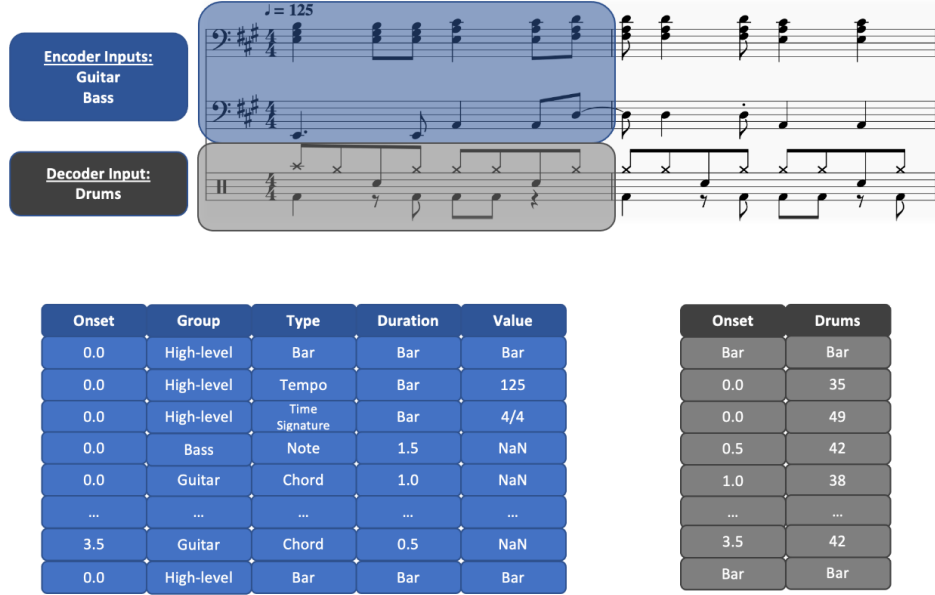 ♩ = 125
Encoder Inputs:
Guitar
Bass
Decoder Input:
Drums
Onset Group Type Duration Value
0.0 High-level Bar Bar Bar
0.0 High-level Tempo Bar 125
0.0 High-level Time Signature Bar 4/4
0.0 Bass Note 1.5 NaN
0.0 Guitar Chord 1.0 NaN
... ... ... ... ...
3.5 Guitar Chord 0.5 NaN
0.0 High-level Bar Bar Bar
Onset Drums
Bar Bar
0.0 35
0.0 49
0.5 42
1.0 38
... ...
3.5 42
Bar Bar